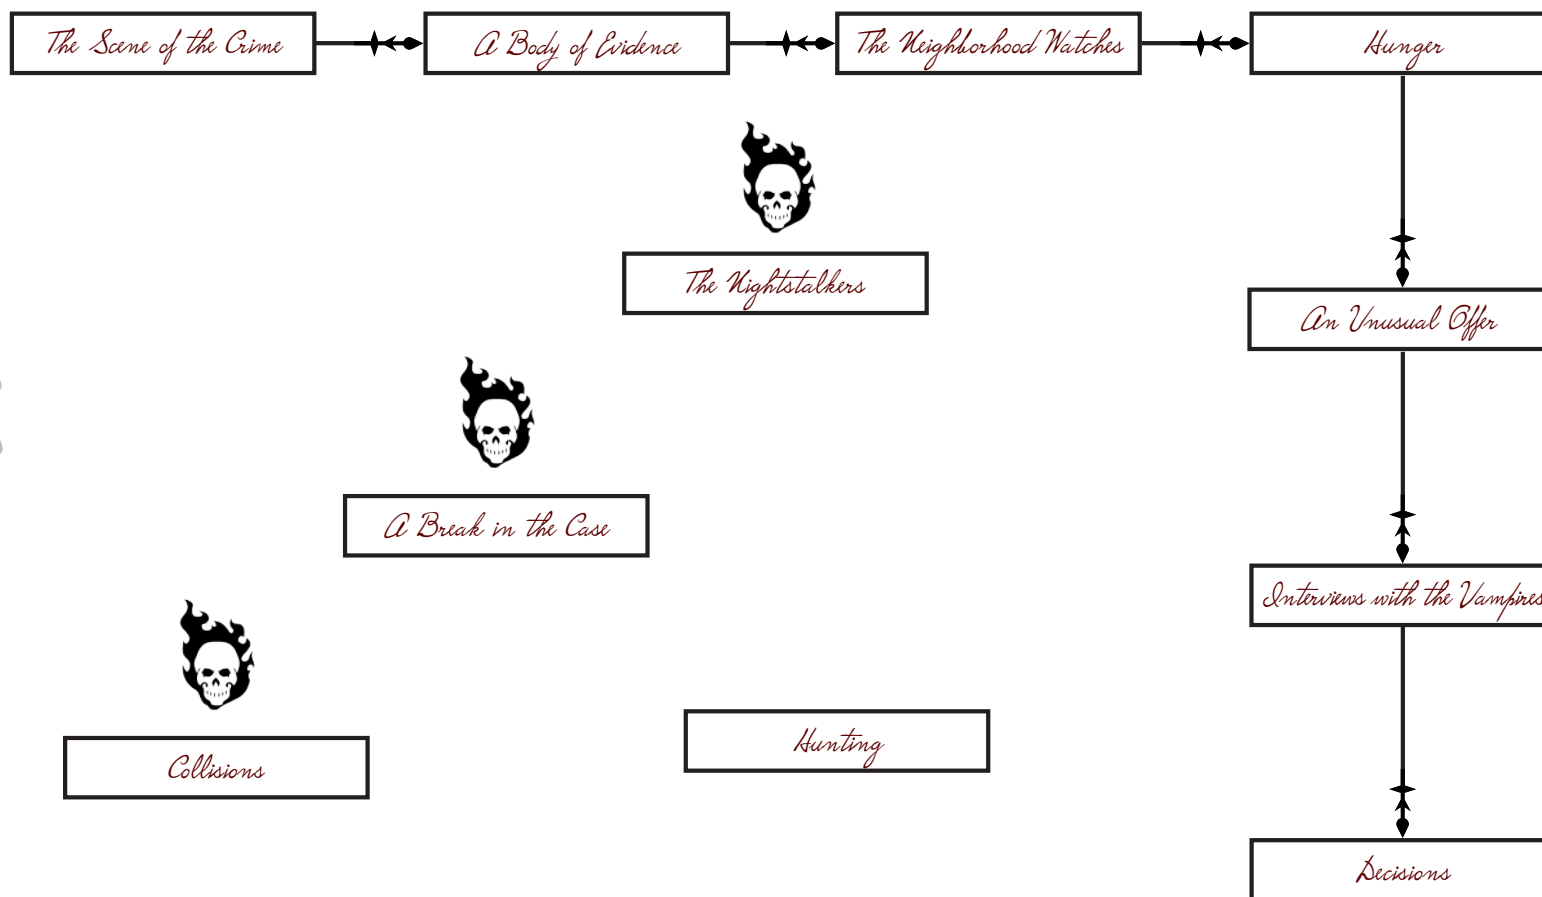 The Scene of the Crime
A Body of Evidence
The Neighborhood Watches
Hunger
The Nightstalkers
An Unusual Offer
A Break in the Case
Interviews with the Vampires
Hunting
Collisions
Decisions